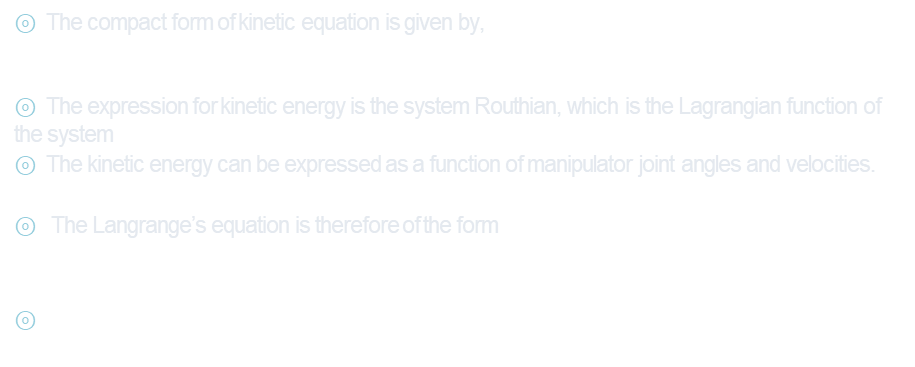 The compact form of kinetic equation is given by,
The expression for kinetic energy is the system Routhian, which is the Lagrangian function of
the system
The kinetic energy can be expressed as a function of manipulator joint angles and velocities.
The Langrange's equation is therefore of the form